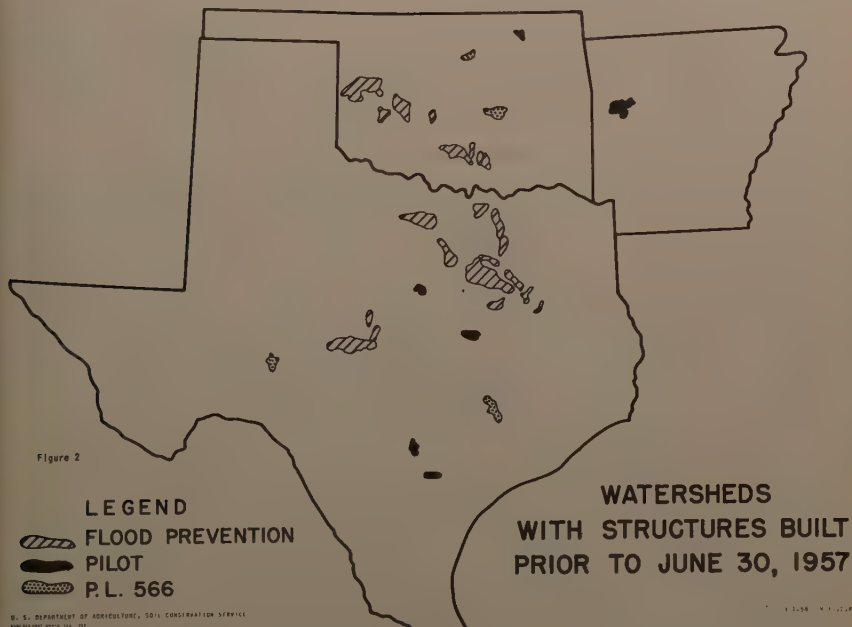 Figure 2
LEGEND
FLOOD PREVENTION
PILOT
P.L. 566
WATERSHEDS
WITH STRUCTURES BUILT
PRIOR TO JUNE 30, 1957
U. S. DEPARTMENT OF AGRICULTURE, SOIL CONSERVATION SERVICE